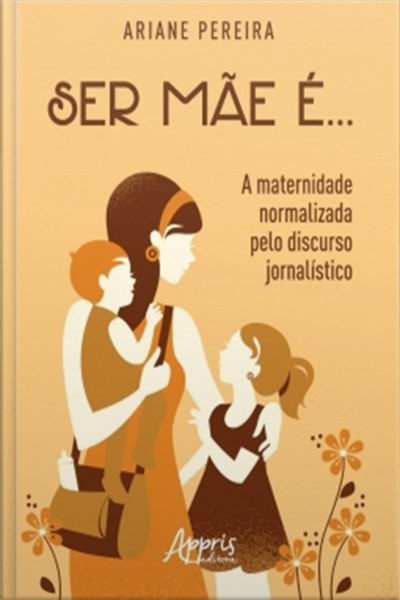 ARIANE PEREIRA
SER MÃE É...
A maternidade
normalizada
pelo discurso
jornalístico
Appris
editora